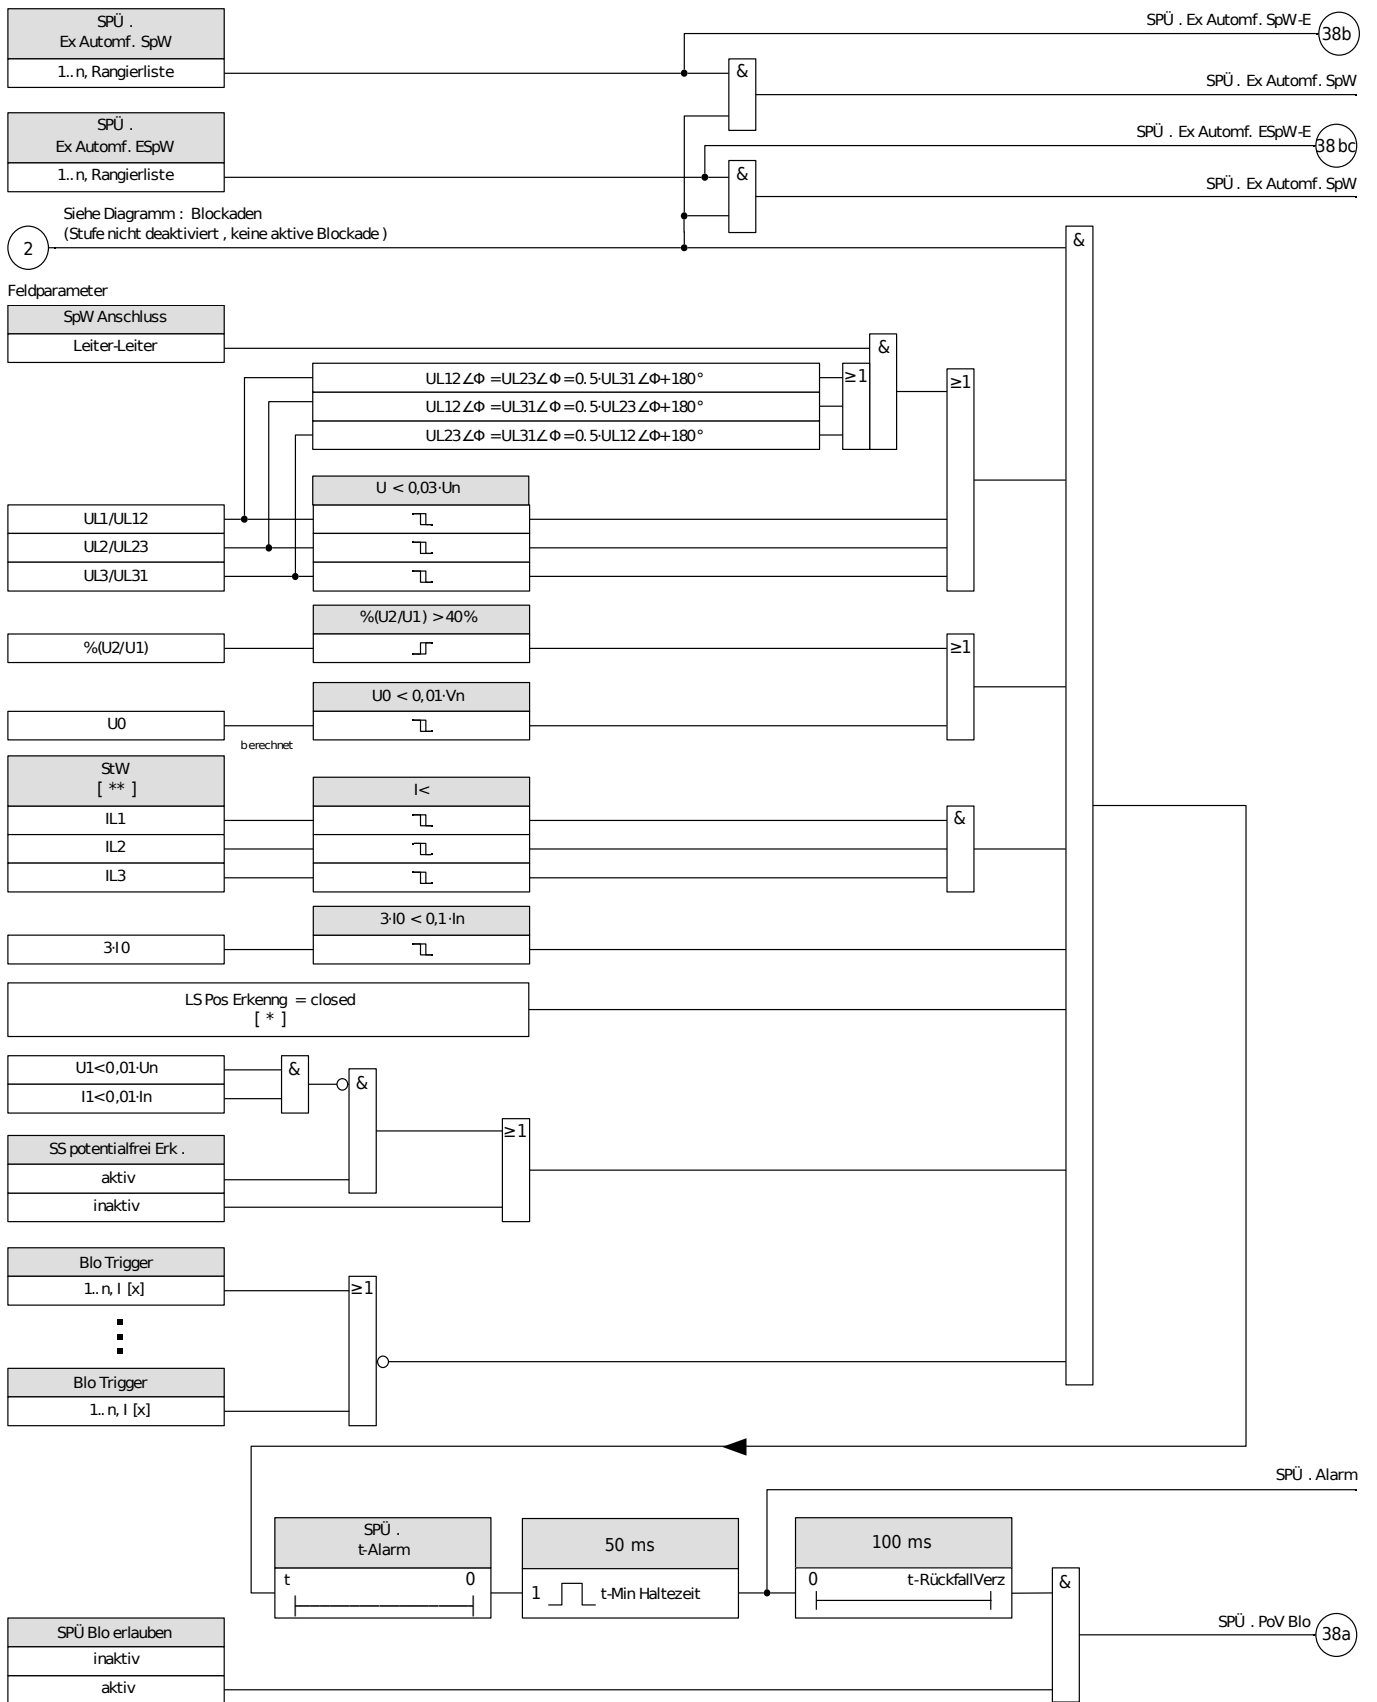 SPÜ .
Ex Automf. SpW
1..n, Rangierliste
SPÜ . Ex Automf. SpW-E
38b
&
SPÜ . Ex Automf. SpW
SPÜ .
Ex Automf. ESpW
1..n, Rangierliste
SPÜ . Ex Automf. ESpW-E
38 bc
&
SPÜ . Ex Automf. SpW
Siehe Diagramm : Blockaden
(Stufe nicht deaktiviert , keine aktive Blockade )
2
&
Feldparameter
SpW Anschluss
Leiter-Leiter
&
UL12∠Φ =UL23∠Φ=0.5·UL31∠Φ+180°
≥1
≥1
UL12∠Φ =UL31∠Φ=0.5·UL23∠Φ+180°
UL23∠Φ =UL31∠Φ=0.5·UL12∠Φ+180°
U < 0,03·Un
UL1/UL12
UL2/UL23
UL3/UL31
%(U2/U1) >40%
%(U2/U1)
≥1
U0 < 0,01·Vn
U0
berechnet
StW
[ ** ]
I<
IL1
&
IL2
IL3
3·I0 < 0,1·In
3·I0
LS Pos Erkenng = closed
[ * ]
U1<0,01·Un
&
I1<0,01·In
&
≥1
SS potentialfrei Erk .
aktiv
inaktiv
Blo Trigger
1..n, I [x]
≥1
Blo Trigger
1..n, I [x]
SPÜ . Alarm
SPÜ .
t-Alarm
t 0
50 ms
1 t-Min Haltezeit
100 ms
0 t-RückfallVerz
&
SPÜ . PoV Blo
38a
SPÜ Blo erlauben
inaktiv
aktiv